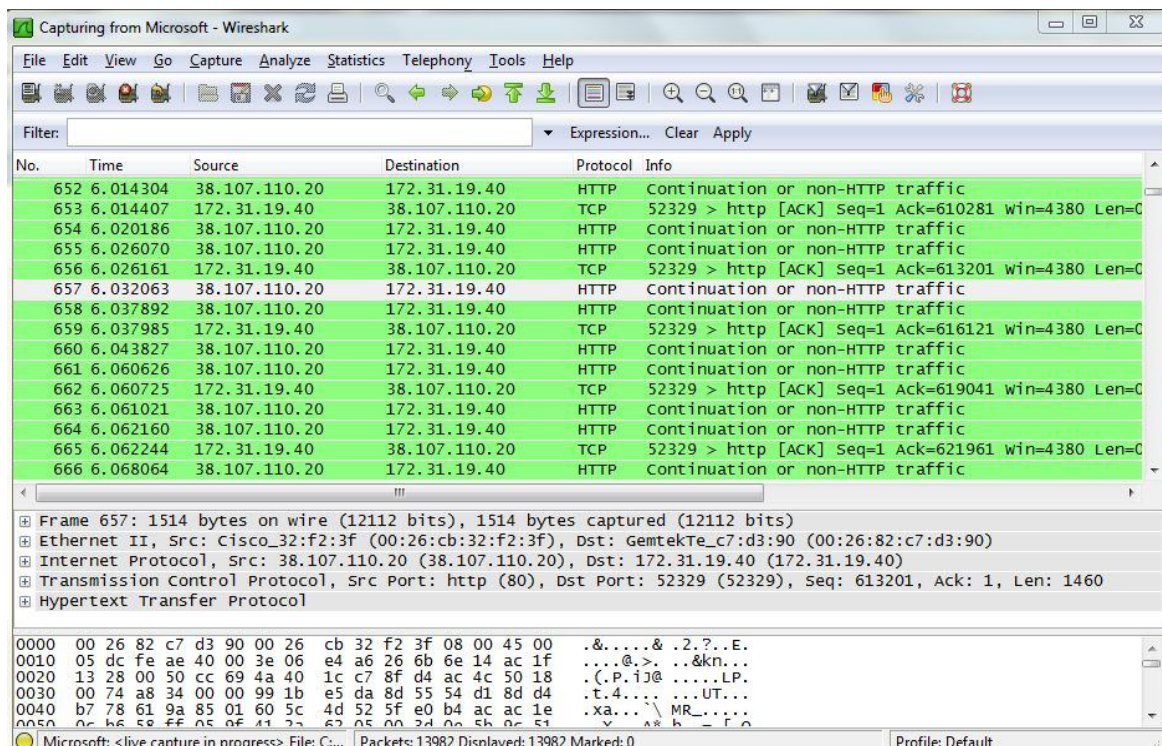 Capturing from Microsoft - Wireshark
File Edit View Go Capture Analyze Statistics Telephony Tools Help
Filter: Expression... Clear Apply
No. Time Source Destination Protocol Info
652 6.014304 38.107.110.20 172.31.19.40 HTTP Continuation or non-HTTP traffic
653 6.014407 172.31.19.40 38.107.110.20 TCP 52329 > http [ACK] Seq=1 Ack=610281 Win=4380 Len=0
654 6.020186 38.107.110.20 172.31.19.40 HTTP Continuation or non-HTTP traffic
655 6.026070 38.107.110.20 172.31.19.40 HTTP Continuation or non-HTTP traffic
656 6.026161 172.31.19.40 38.107.110.20 TCP 52329 > http [ACK] Seq=1 Ack=613201 Win=4380 Len=0
657 6.032063 38.107.110.20 172.31.19.40 HTTP Continuation or non-HTTP traffic
658 6.037892 38.107.110.20 172.31.19.40 HTTP Continuation or non-HTTP traffic
659 6.037985 172.31.19.40 38.107.110.20 TCP 52329 > http [ACK] Seq=1 Ack=616121 Win=4380 Len=0
660 6.043827 38.107.110.20 172.31.19.40 HTTP Continuation or non-HTTP traffic
661 6.060626 38.107.110.20 172.31.19.40 HTTP Continuation or non-HTTP traffic
662 6.060725 172.31.19.40 38.107.110.20 TCP 52329 > http [ACK] Seq=1 Ack=619041 Win=4380 Len=0
663 6.061021 38.107.110.20 172.31.19.40 HTTP Continuation or non-HTTP traffic
664 6.062160 38.107.110.20 172.31.19.40 HTTP Continuation or non-HTTP traffic
665 6.062244 172.31.19.40 38.107.110.20 TCP 52329 > http [ACK] Seq=1 Ack=621961 Win=4380 Len=0
666 6.068064 38.107.110.20 172.31.19.40 HTTP Continuation or non-HTTP traffic
Frame 657: 1514 bytes on wire (12112 bits), 1514 bytes captured (12112 bits)
Ethernet II, Src: Cisco_32:f2:3f (00:26:cb:32:f2:3f), Dst: GemtekTe_c7:d3:90 (00:26:82:c7:d3:90)
Internet Protocol, Src: 38.107.110.20 (38.107.110.20), Dst: 172.31.19.40 (172.31.19.40)
Transmission Control Protocol, Src Port: http (80), Dst Port: 52329 (52329), Seq: 613201, Ack: 1, Len: 1460
Hypertext Transfer Protocol
0000 00 26 82 c7 d3 90 00 26 cb 32 f2 3f 08 00 45 00 .&.....& .2.?..E.
0010 05 dc fe ae 40 00 3e 06 e4 a6 26 6b 6e 14 ac 1f ....@.>. ..&kn...
0020 13 28 00 50 cc 69 4a 40 1c c7 8f d4 ac 4c 50 18 .(.P.iJ@ .....LP.
0030 00 74 a8 34 00 00 99 1b e5 da 8d 55 54 d1 8d d4 .t.4.... ...UT...
0040 b7 78 61 9a 85 01 60 5c 4d 52 5f e0 b4 ac ac 1e .xa...`\ MR_.....
Microsoft: <live capture in progress> File: C:... Packets: 13982 Displayed: 13982 Marked: 0 Profile: Default